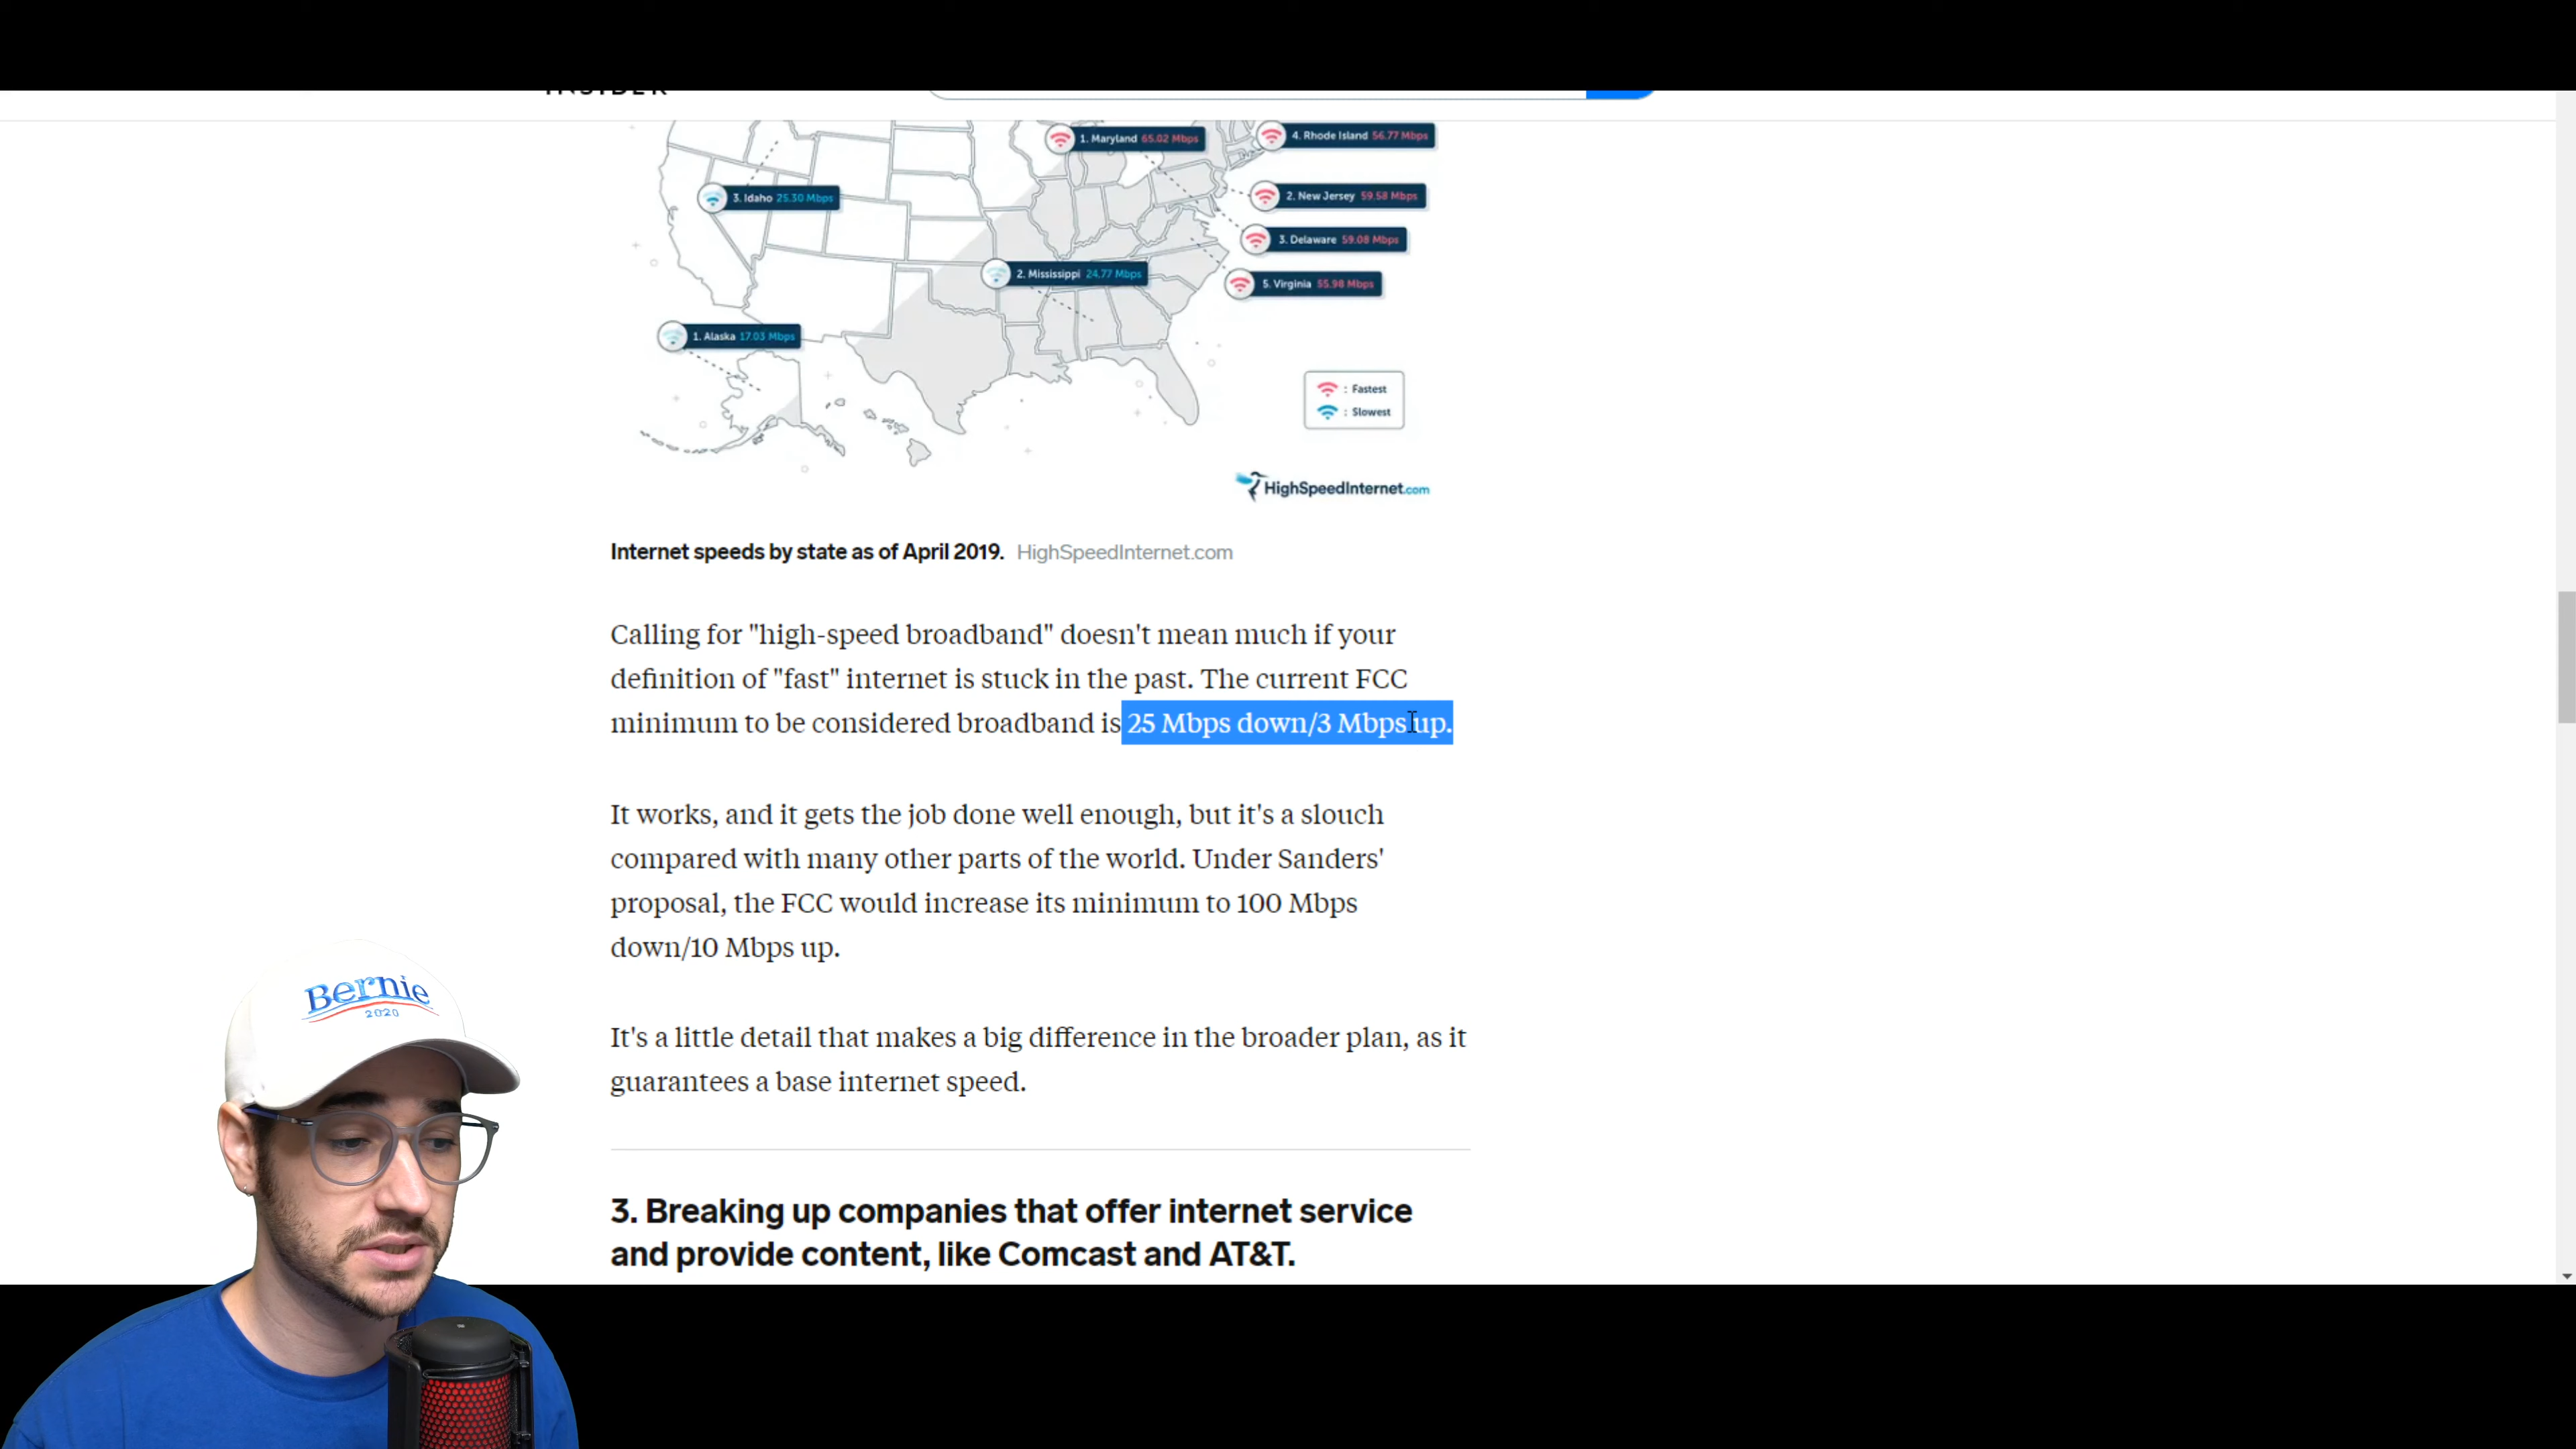 INSIDER
1. Maryland 65.02 Mbps
4. Rhode Island 56.77 Mbps
3. Idaho 25.30 Mbps
2. New Jersey 59.58 Mbps
3. Delaware 59.08 Mbps
2. Mississippi 24.77 Mbps
5. Virginia 55.98 Mbps
1. Alaska 17.03 Mbps
: Fastest
: Slowest
HighSpeedInternet.com
Internet speeds by state as of April 2019. HighSpeedInternet.com
Calling for "high-speed broadband" doesn't mean much if your
definition of "fast" internet is stuck in the past. The current FCC
minimum to be considered broadband is 25 Mbps down/3 Mbps up.
It works, and it gets the job done well enough, but it's a slouch
compared with many other parts of the world. Under Sanders'
proposal, the FCC would increase its minimum to 100 Mbps
down/10 Mbps up.
It's a little detail that makes a big difference in the broader plan, as it
guarantees a base internet speed.
3. Breaking up companies that offer internet service
and provide content, like Comcast and AT&T.
Bernie
2020